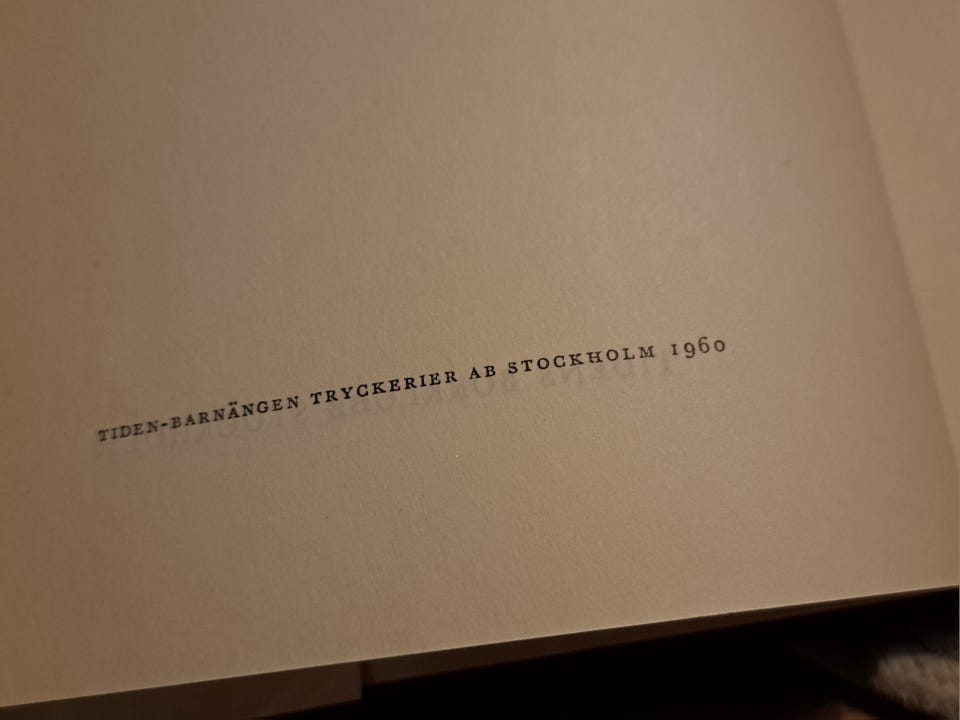 TIDEN-BARNÄNGEN TRYCKERIER AB STOCKHOLM 1960